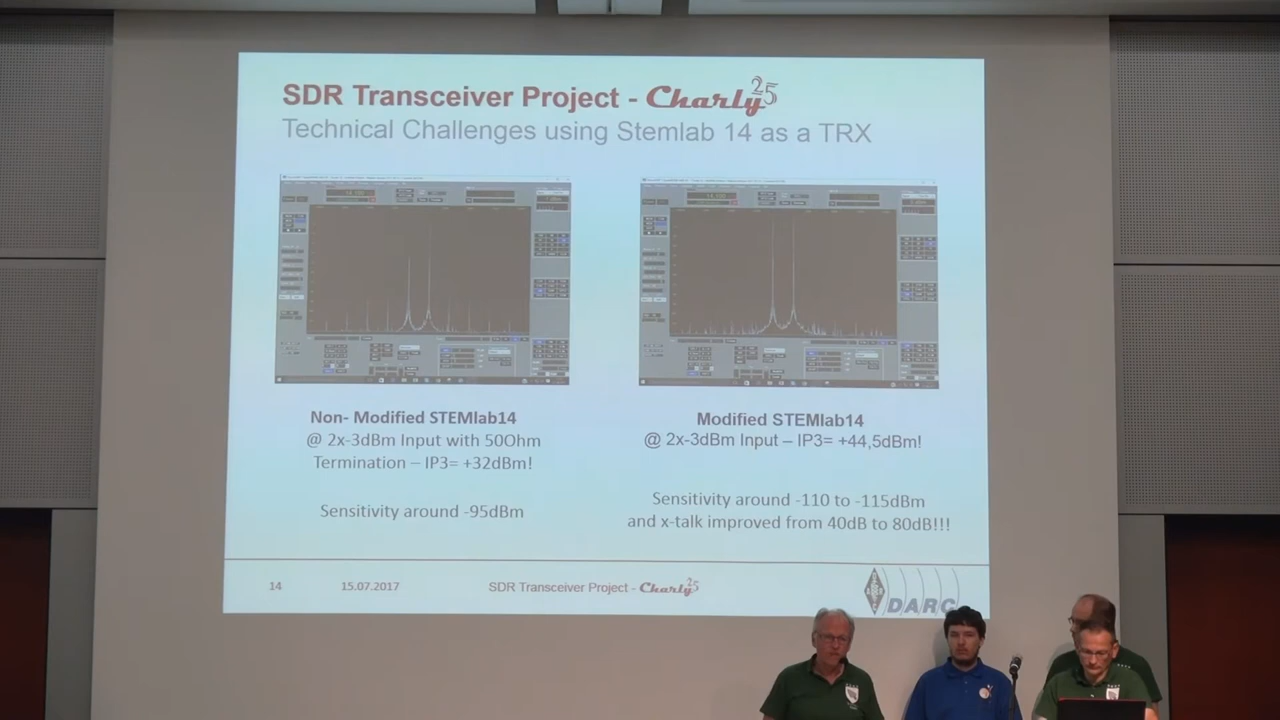 SDR Transceiver Project - Charly 25
Technical Challenges using Stemlab 14 as a TRX
Non- Modified STEMlab14
@ 2x-3dBm Input with 50Ohm
Termination – IP3= +32dBm!
Sensitivity around -95dBm
Modified STEMlab14
@ 2x-3dBm Input – IP3= +44,5dBm!
Sensitivity around -110 to -115dBm
and x-talk improved from 40dB to 80dB!!!
14 15.07.2017 SDR Transceiver Project - Charly 25
DARC